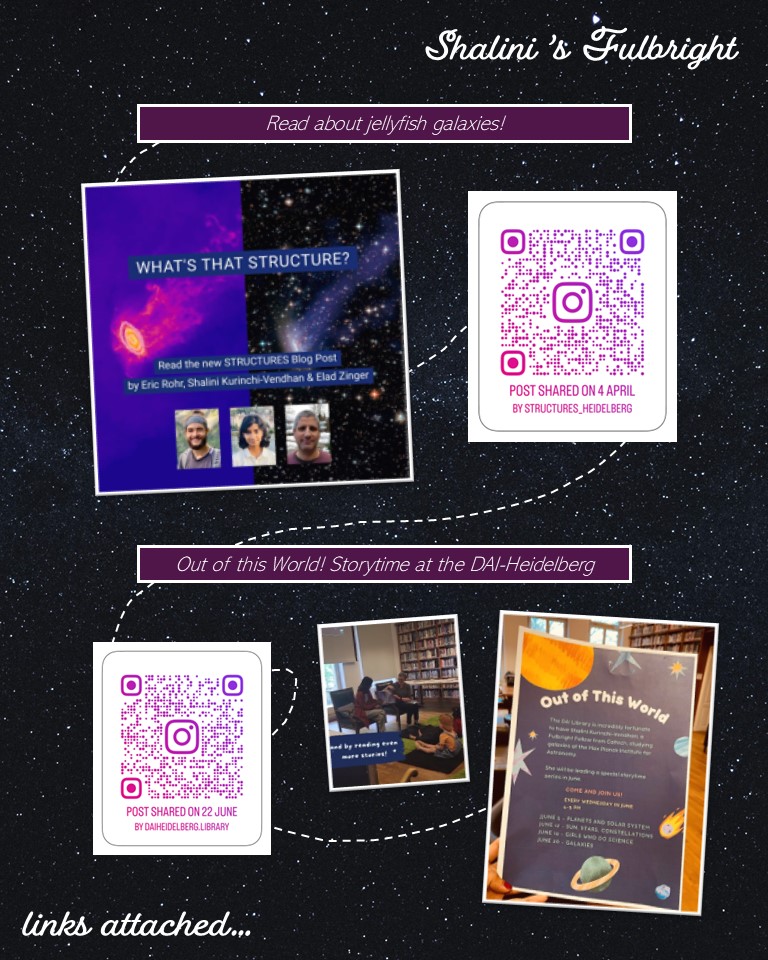 Shalini 's Fulbright
Read about jellyfish galaxies!
WHAT'S THAT STRUCTURE?
Read the new STRUCTURES Blog Post
by Eric Rohr, Shalini Kurinchi-Vendhan & Elad Zinger
POST SHARED ON 4 APRIL
BY STRUCTURES_HEIDELBERG
Out of this World! Storytime at the DAI-Heidelberg
POST SHARED ON 22 JUNE
BY DAIHEIDELBERG.LIBRARY
and by reading even
more stories!
Out of This World
The DAI Library is incredibly fortunate
to have Shalini Kurinchi-Vendhan, a
Fulbright Fellow from Caltech, studying
galaxies at the Max Planck Institute for
Astronomy.
She will be leading a special storytime
series in June.
COME AND JOIN US!
EVERY WEDNESDAY IN JUNE
JUNE 5 - PLANETS AND SOLAR SYSTEM
JUNE 12 - SUN, STARS, CONSTELLATIONS
JUNE 19 - GIRLS WHO DO SCIENCE
JUNE 26 - GALAXIES
links attached...